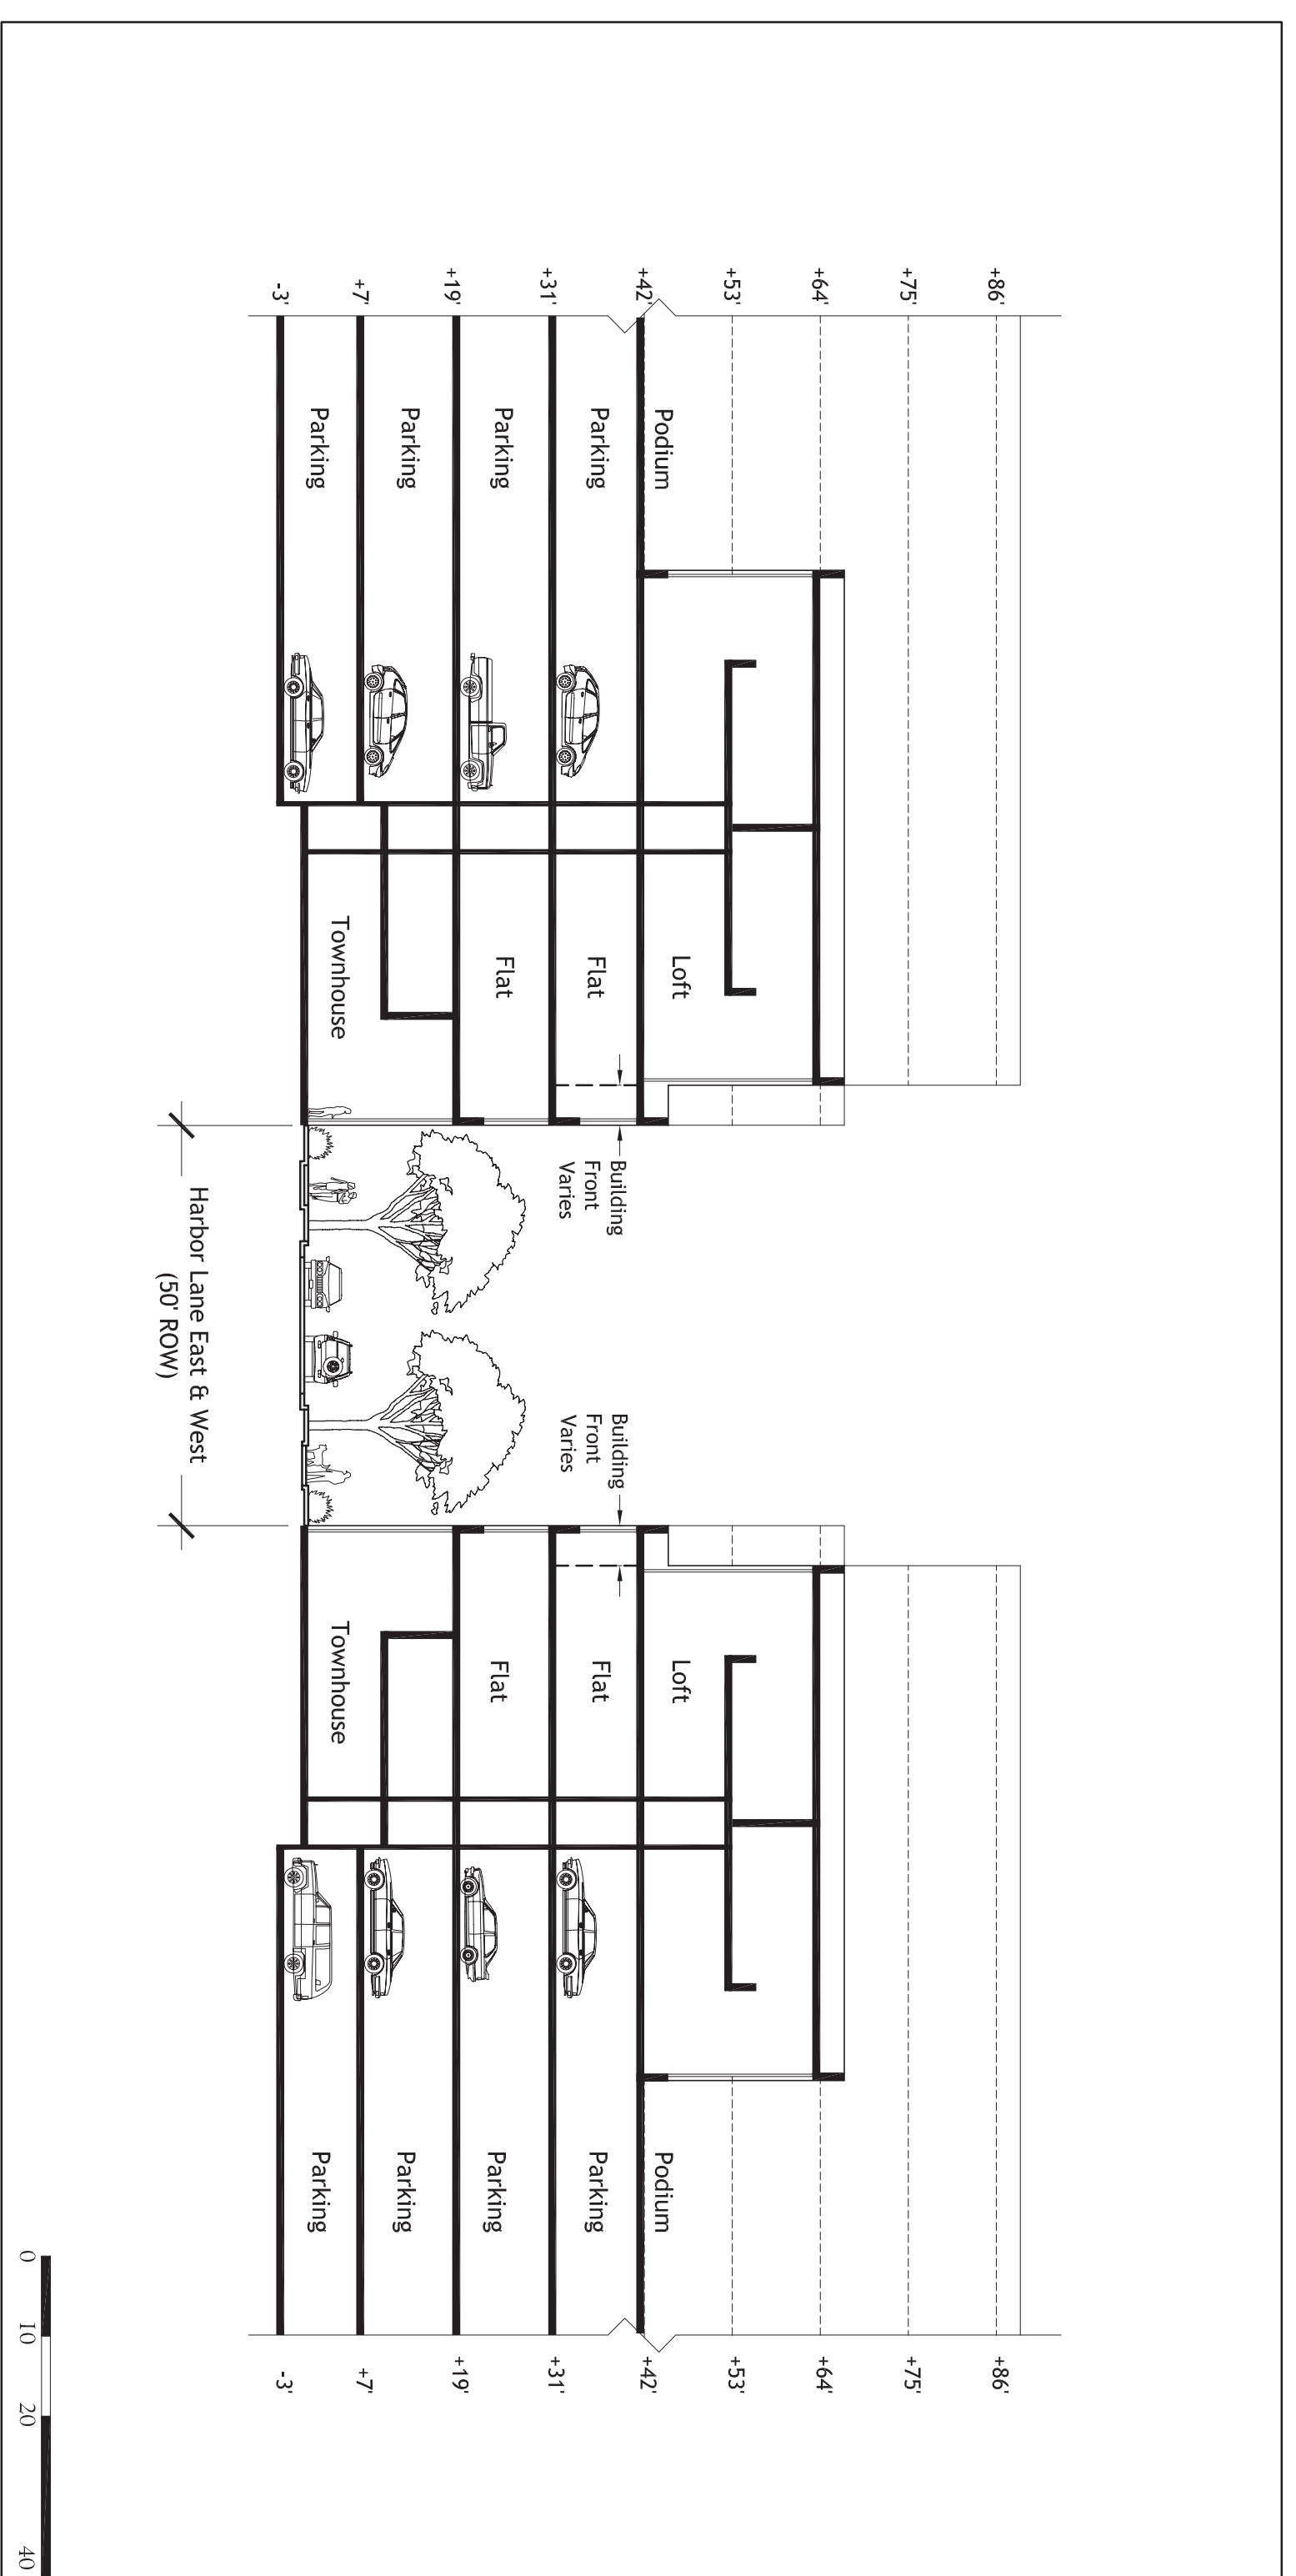 +86'
+86'
+75'
+75'
+64'
+64'
+53'
+53'
+42'
Podium
Podium
+42'
Loft
Loft
Building
Front
Varies
Building
Front
Varies
+31'
Parking
Flat
Flat
Parking
+31'
+19'
Parking
Flat
Flat
Parking
+19'
+7'
Parking
Townhouse
Townhouse
Parking
+7'
-3'
Parking
Parking
-3'
Harbor Lane East & West
(50' ROW)
0 10 20 40